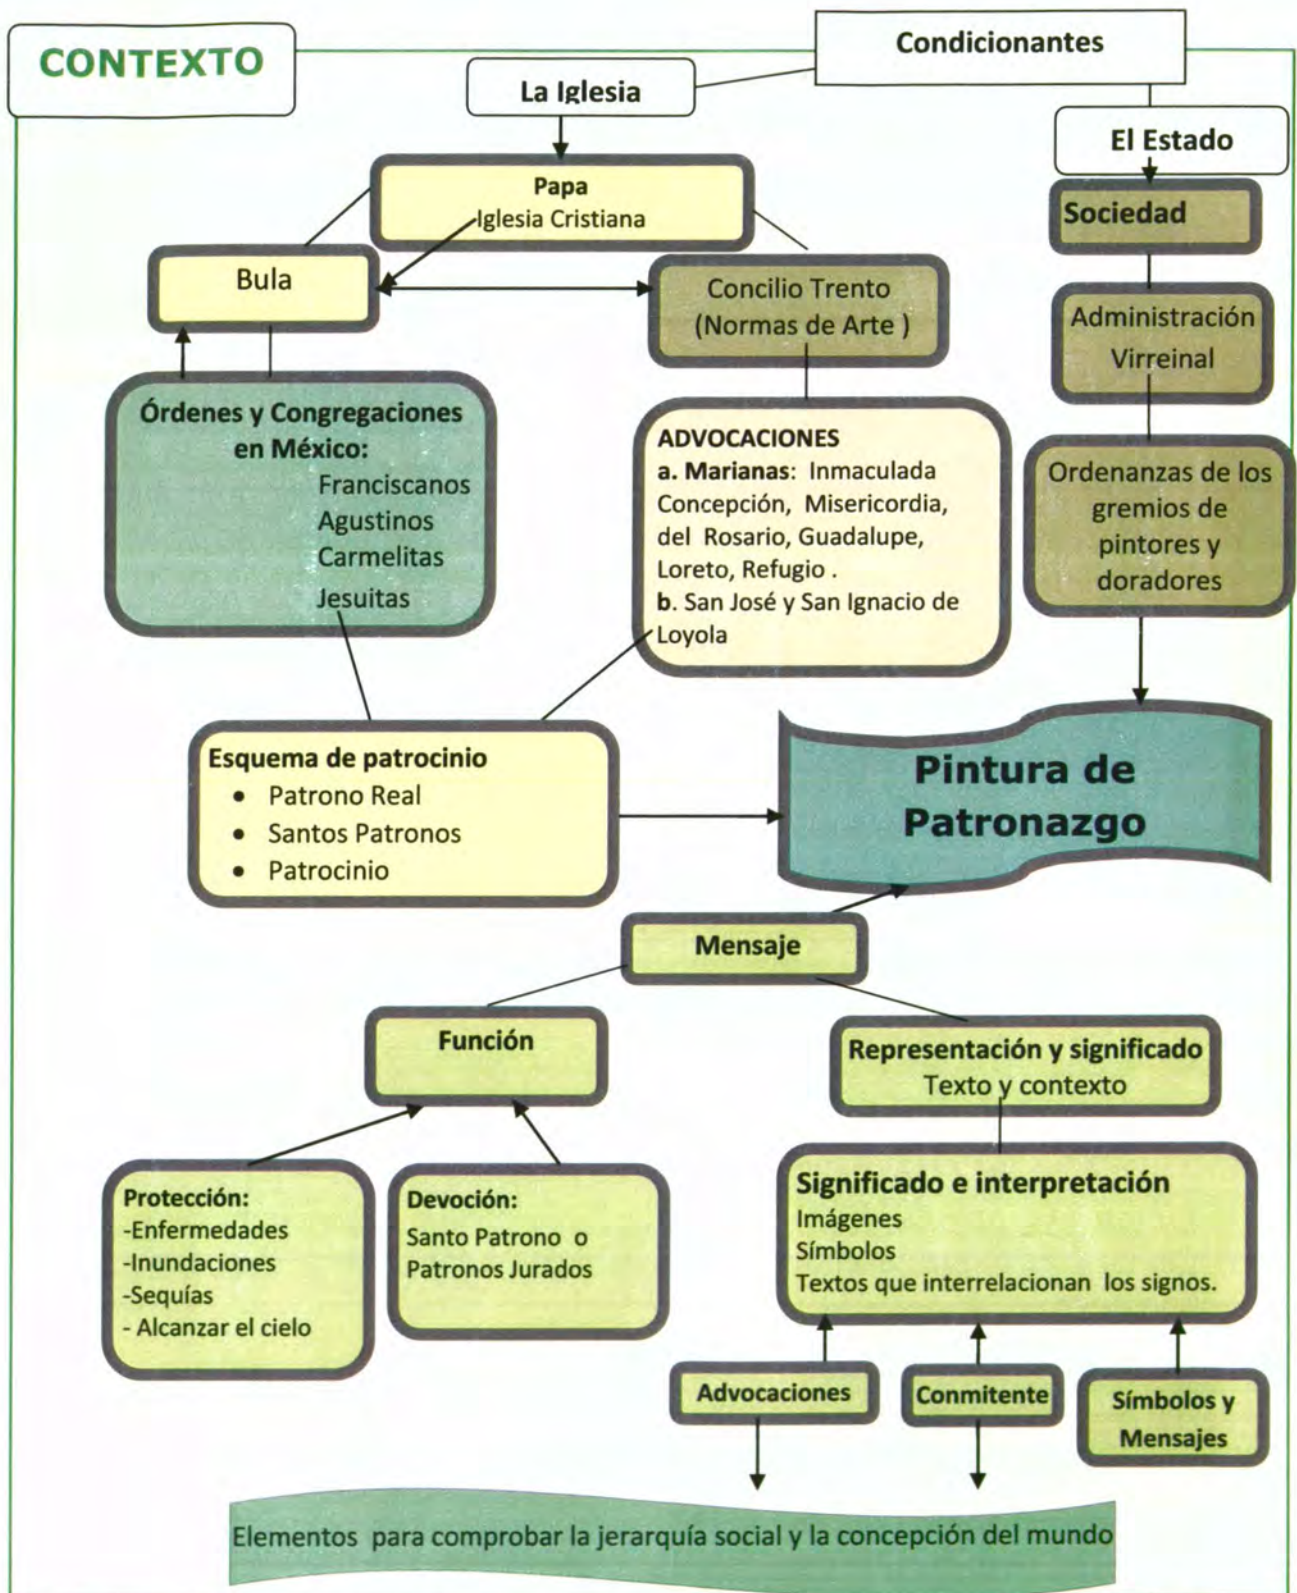 CONTEXTO
Condicionantes
La Iglesia
El Estado
Papa
Iglesia Cristiana
Sociedad
Bula
Concilio Trento
(Normas de Arte )
Administración
Virreinal
Órdenes y Congregaciones
en México:
Franciscanos
Agustinos
Carmelitas
Jesuitas
ADVOCACIONES
a. Marianas: Inmaculada
Concepción, Misericordia,
del Rosario, Guadalupe,
Loreto, Refugio .
b. San José y San Ignacio de
Loyola
Ordenanzas de los
gremios de
pintores y
doradores
Esquema de patrocinio
• Patrono Real
• Santos Patronos
• Patrocinio
Pintura de
Patronazgo
Mensaje
Función
Representación y significado
Texto y contexto
Protección:
-Enfermedades
-Inundaciones
-Sequías
- Alcanzar el cielo
Devoción:
Santo Patrono o
Patronos Jurados
Significado e interpretación
Imágenes
Símbolos
Textos que interrelacionan los signos.
Advocaciones
Conmitente
Símbolos y
Mensajes
Elementos para comprobar la jerarquía social y la concepción del mundo